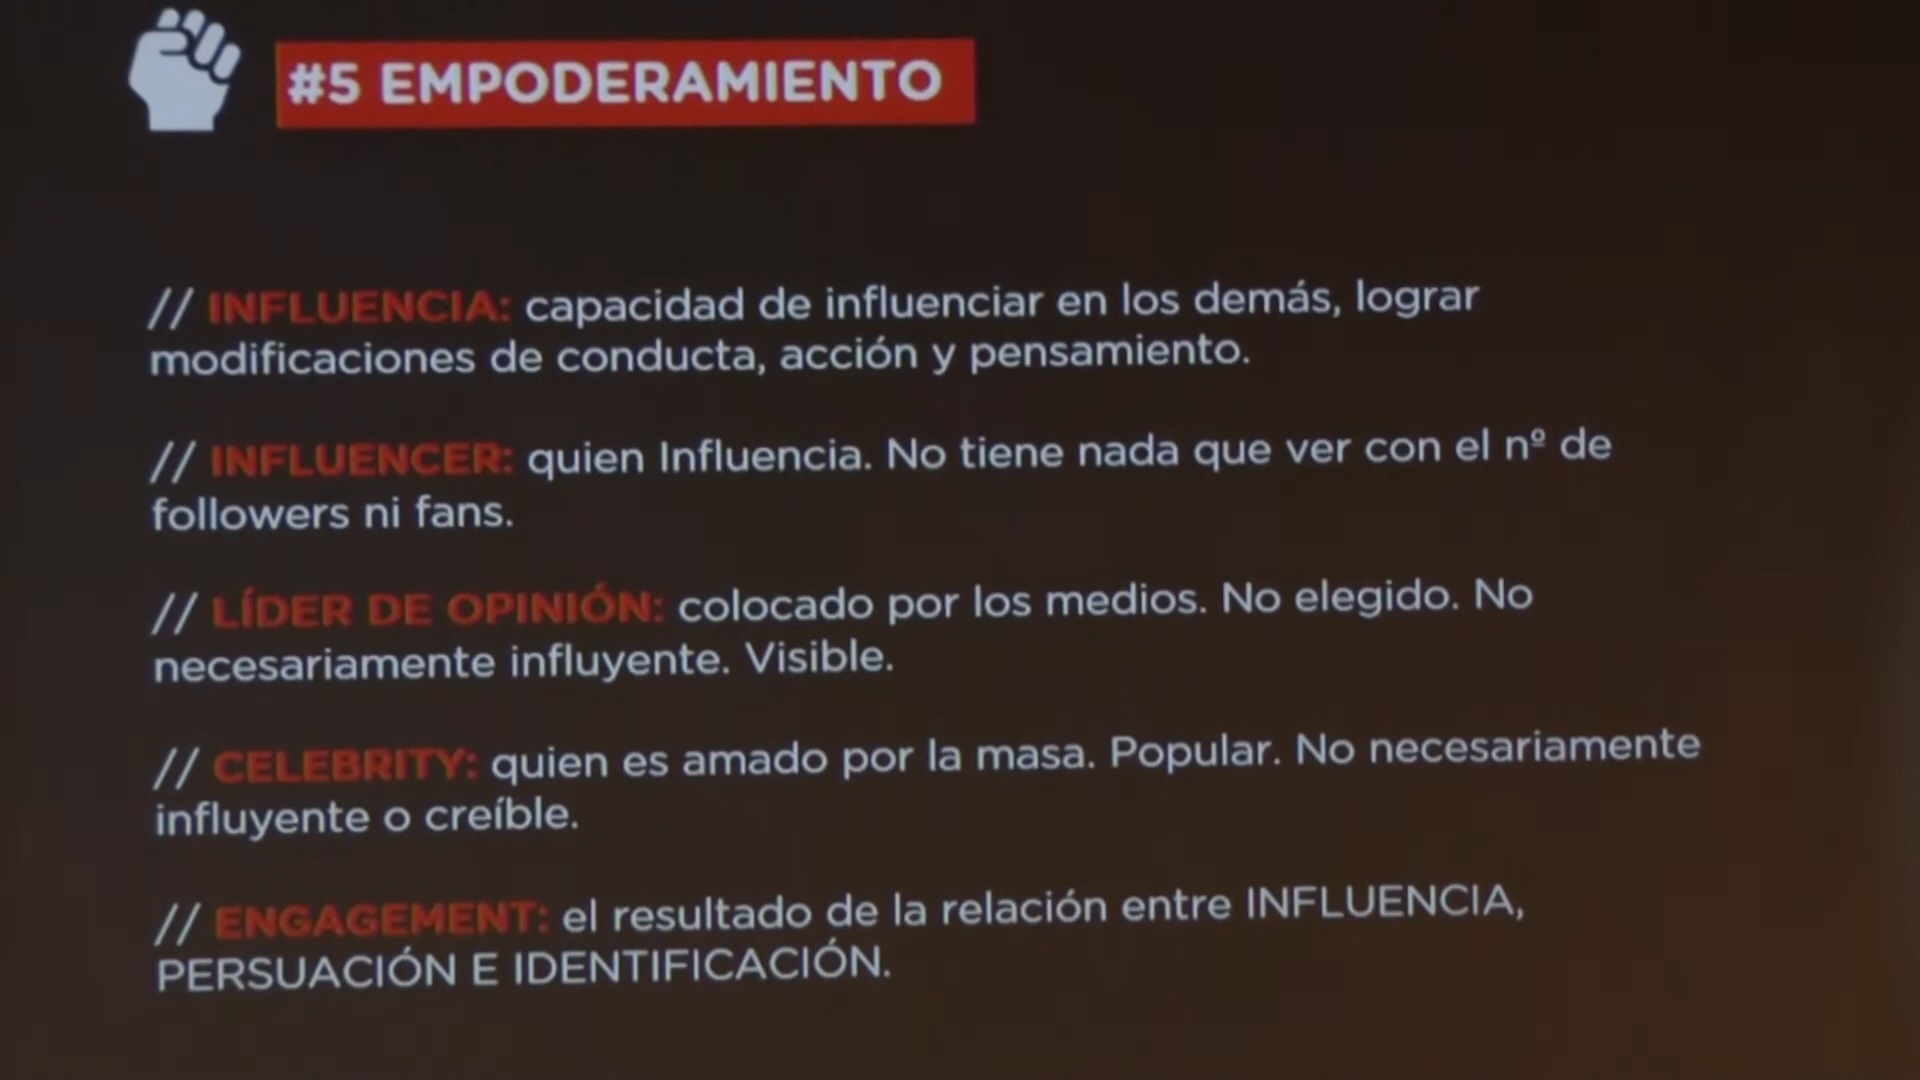 #5 EMPODERAMIENTO
// INFLUENCIA: capacidad de influenciar en los demás, lograr
modificaciones de conducta, acción y pensamiento.
// INFLUENCER: quien Influencia. No tiene nada que ver con el nº de
followers ni fans.
// LÍDER DE OPINIÓN: colocado por los medios. No elegido. No
necesariamente influyente. Visible.
// CELEBRITY: quien es amado por la masa. Popular. No necesariamente
influyente o creíble.
// ENGAGEMENT: el resultado de la relación entre INFLUENCIA,
PERSUACIÓN E IDENTIFICACIÓN.